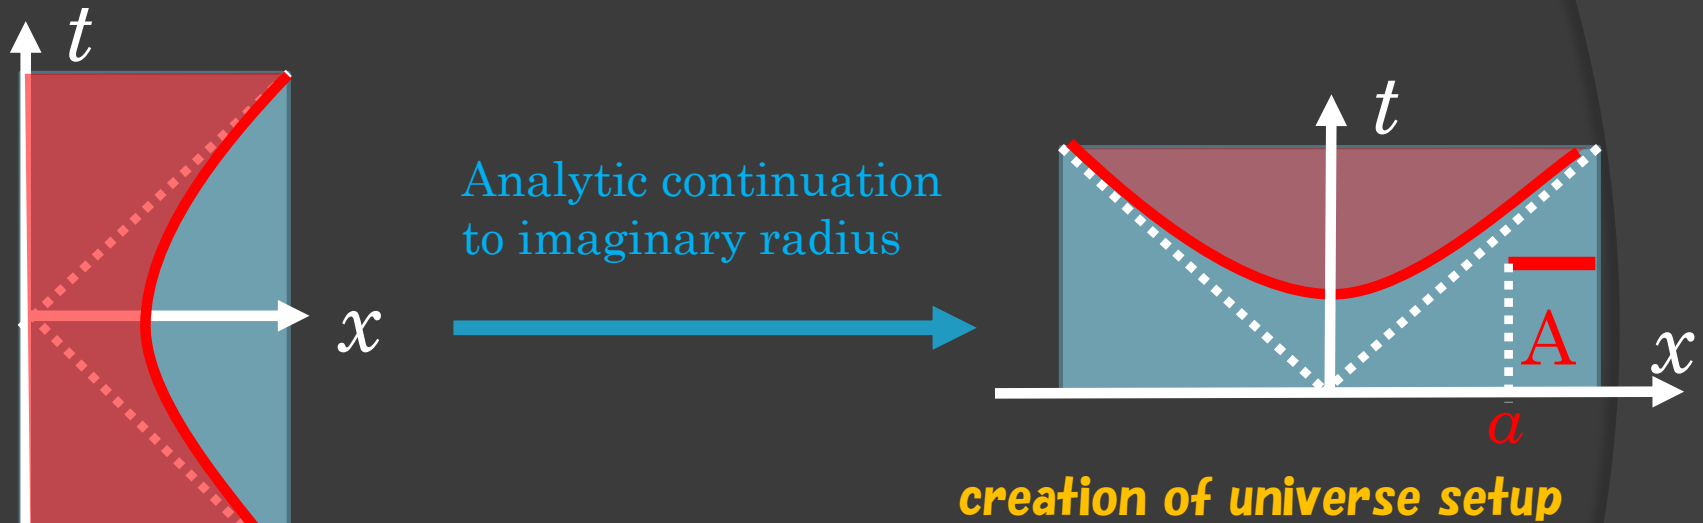 t
x
Analytic continuation
to imaginary radius
t
A
x
a
creation of universe setup